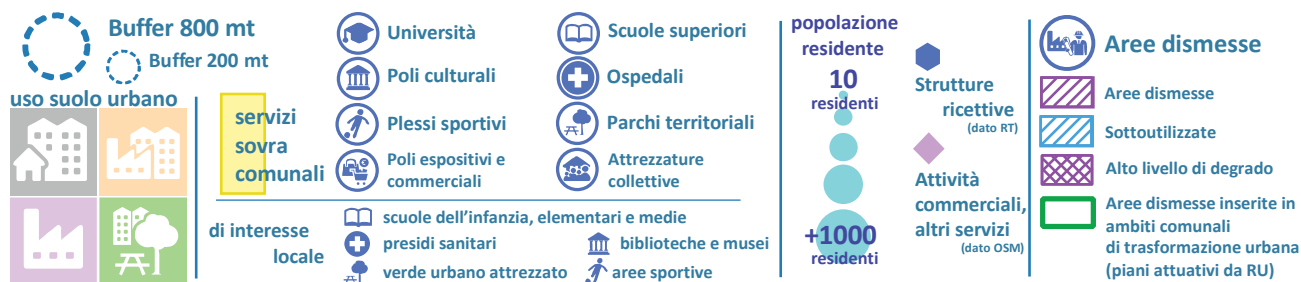 Buffer 800 mt
Buffer 200 mt
uso suolo urbano
servizi
sovra
comunali
Università
Poli culturali
Plessi sportivi
Poli espositivi e
commerciali
Scuole superiori
Ospedali
Parchi territoriali
Attrezzature
collettive
di interesse
locale
scuole dell'infanzia, elementari e medie
presidi sanitari
biblioteche e musei
verde urbano attrezzato
aree sportive
popolazione
residente
10
residenti
+1000
residenti
Strutture
ricettive
(dato RT)
Attività
commerciali,
altri servizi
(dato OSM)
Aree dismesse
Aree dismesse
Sottoutilizzate
Alto livello di degrado
Aree dismesse inserite in
ambiti comunali
di trasformazione urbana
(piani attuativi da RU)